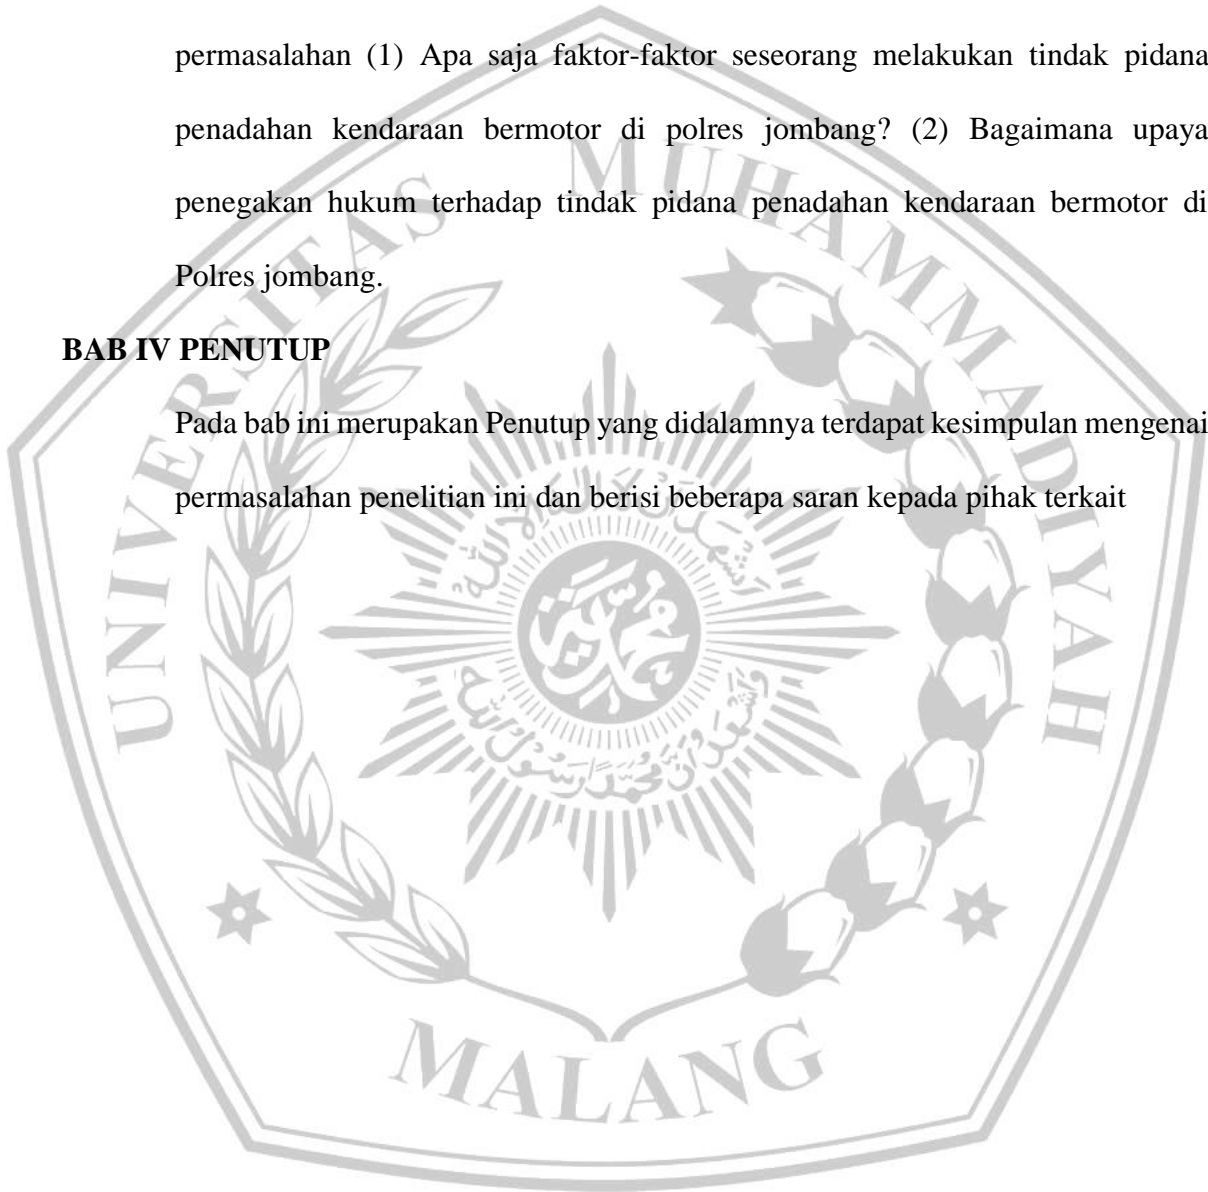 permasalahan (1) Apa saja faktor-faktor seseorang melakukan tindak pidana
penadahan kendaraan bermotor di polres jombang? (2) Bagaimana upaya
penegakan hukum terhadap tindak pidana penadahan kendaraan bermotor di
Polres jombang.
BAB IV PENUTUP
Pada bab ini merupakan Penutup yang didalamnya terdapat kesimpulan mengenai
permasalahan penelitian ini dan berisi beberapa saran kepada pihak terkait
UNIVERSITAS MUHAMMADIYAH
MALANG